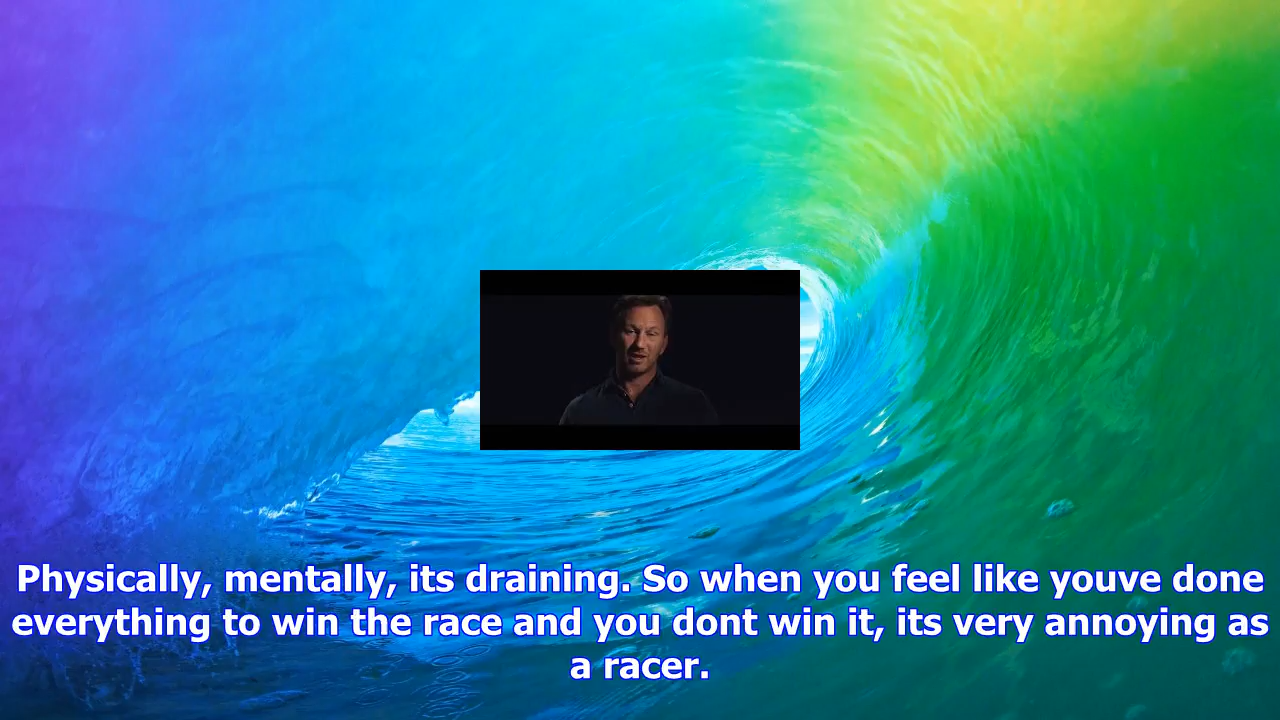 Physically, mentally, its draining. So when you feel like youve done
everything to win the race and you dont win it, its very annoying as
a racer.